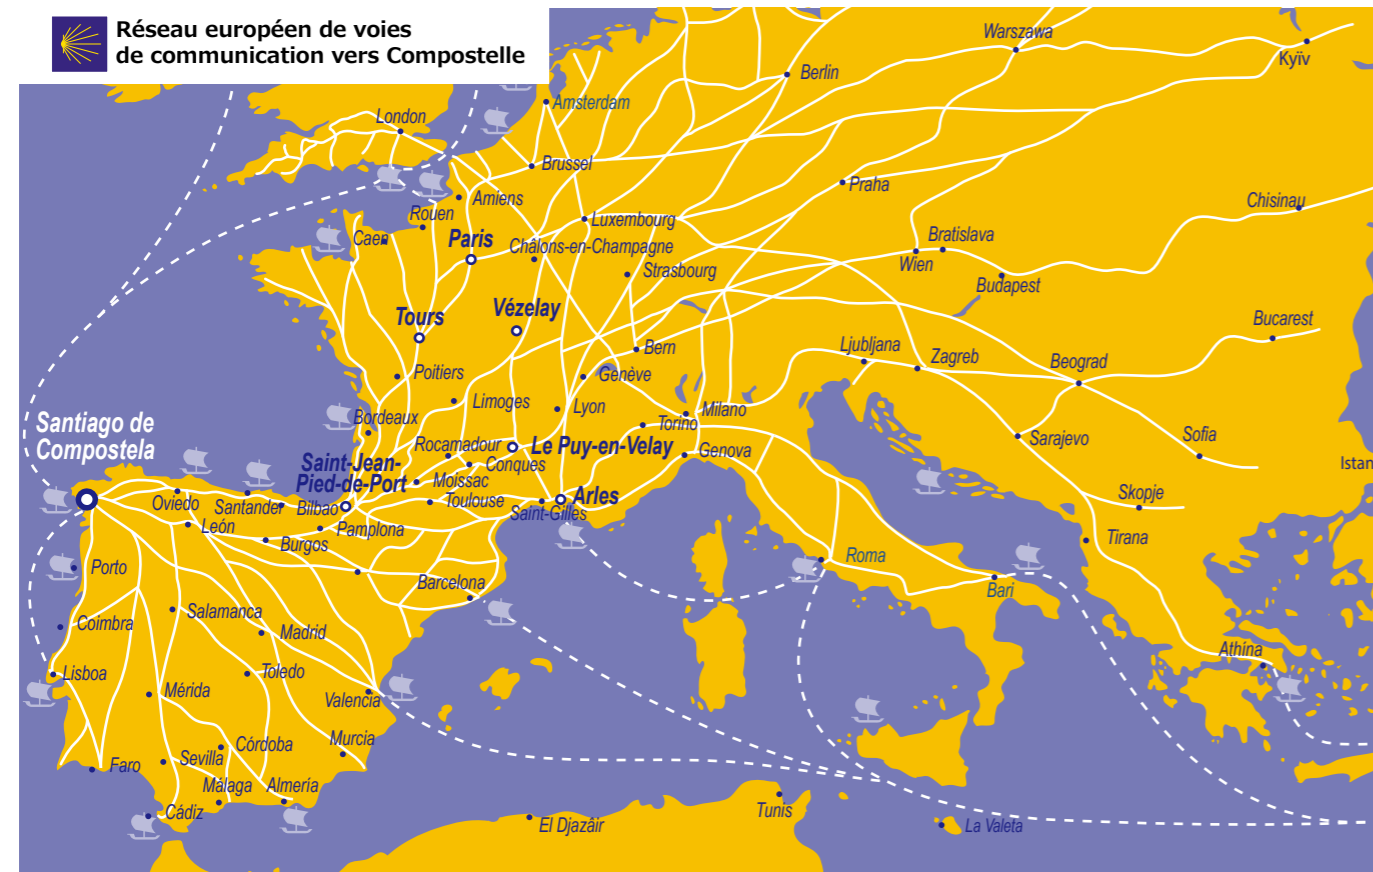 Réseau européen de voies
de communication vers Compostelle
Warszawa
Kyïv
Berlin
Amsterdam
London
Brussel
Praha
Amiens
Chisinau
Rouen
Luxembourg
Caen
Paris
Châlons-en-Champagne
Bratislava
Wien
Strasbourg
Budapest
Vézelay
Tours
Bucarest
Ljubljana
Bern
Zagreb
Beograd
Poitiers
Genève
Limoges
Lyon
Milano
Bordeaux
Torino
Santiago de
Compostela
Rocamadour
Le Puy-en-Velay
Genova
Sarajevo
Sofia
Saint-Jean-
Pied-de-Port
Conques
Istan
Moissac
Skopje
Oviedo
Santander
Bilbao
Toulouse
Saint-Gilles
Arles
León
Pamplona
Burgos
Tirana
Porto
Barcelona
Roma
Bari
Coimbra
Salamanca
Madrid
Athína
Lisboa
Toledo
Mérida
Valencia
Murcia
Córdoba
Sevilla
Faro
Málaga
Almería
Cádiz
El Djazâir
Tunis
La Valeta